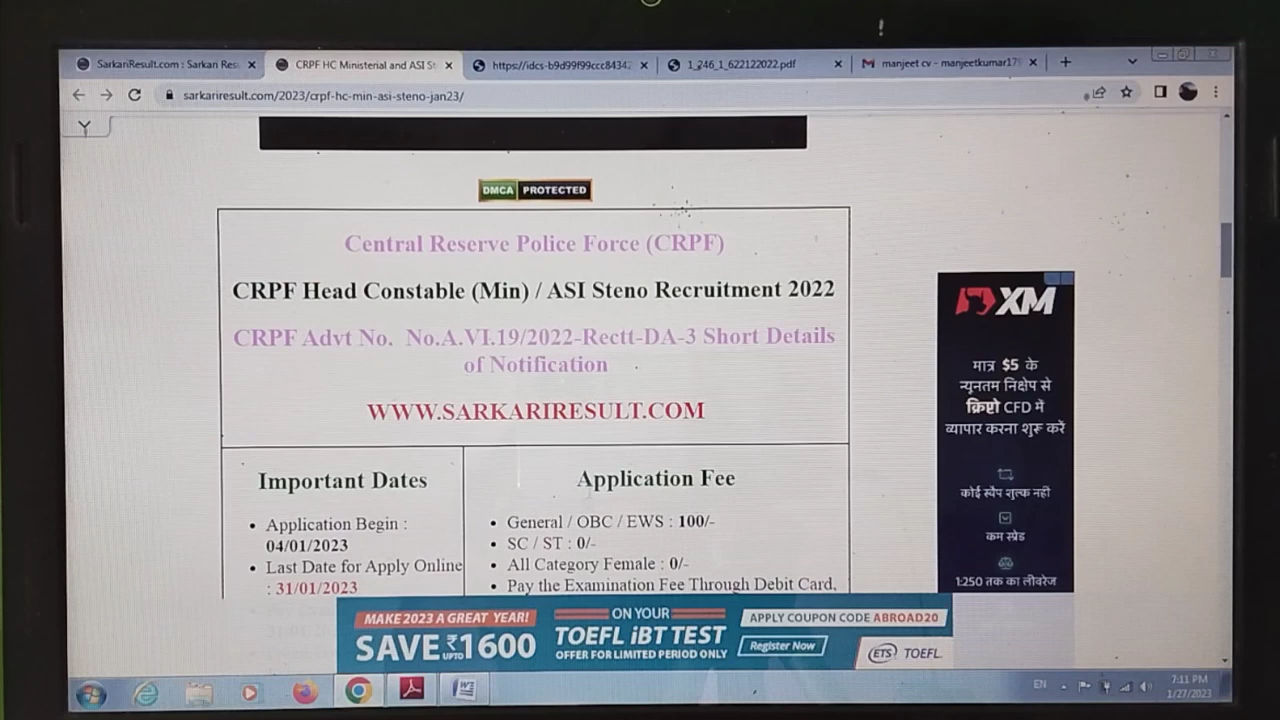 SarkariResult.com : Sarkari Res
CRPF HC Ministerial and ASI St
https://idcs-b9d99f99ccc8434
1_246_1_622122022.pdf
manjeet cv - manjeetkumar17
sarkariresult.com/2023/crpf-hc-min-asi-steno-jan23/
DMCA PROTECTED
Central Reserve Police Force (CRPF)
CRPF Head Constable (Min) / ASI Steno Recruitment 2022
CRPF Advt No. No.A.VI.19/2022-Rectt-DA-3 Short Details
of Notification
WWW.SARKARIRESULT.COM
Important Dates
Application Begin :
04/01/2023
Last Date for Apply Online
: 31/01/2023
Application Fee
General / OBC / EWS : 100/-
SC / ST : 0/-
All Category Female : 0/-
Pay the Examination Fee Through Debit Card,
XM
मात्र $5 के
न्यूनतम निक्षेप से
क्रिप्टो CFD में
व्यापार करना शुरू करें
कोई स्वैप शुल्क नहीं
कम स्प्रेड
1:250 तक का लीवरेज
MAKE 2023 A GREAT YEAR!
SAVE UPTO ₹1600
ON YOUR
TOEFL iBT TEST
OFFER FOR LIMITED PERIOD ONLY
APPLY COUPON CODE ABROAD20
Register Now
ETS TOEFL
EN
7:11 PM
1/27/2023